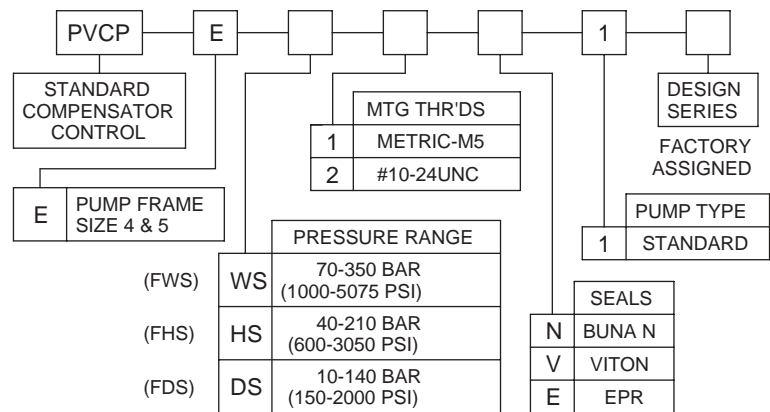 PVCP E 1
STANDARD
COMPENSATOR
CONTROL
DESIGN
SERIES
FACTORY
ASSIGNED
MTG THR'DS
1 METRIC-M5
2 #10-24UNC
E PUMP FRAME
SIZE 4 & 5
PUMP TYPE
1 STANDARD
PRESSURE RANGE
(FWS) WS 70-350 BAR
(1000-5075 PSI)
(FHS) HS 40-210 BAR
(600-3050 PSI)
(FDS) DS 10-140 BAR
(150-2000 PSI)
SEALS
N BUNA N
V VITON
E EPR